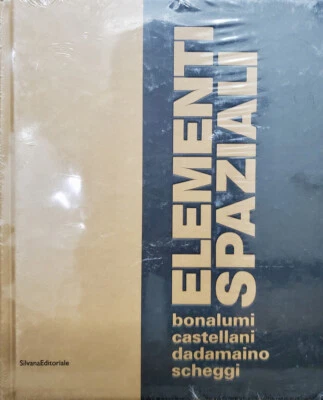 ELEMENTI
SPAZIALI
bonalumi
castellani
dadamaino
scheggi
SilvanaEditoriale